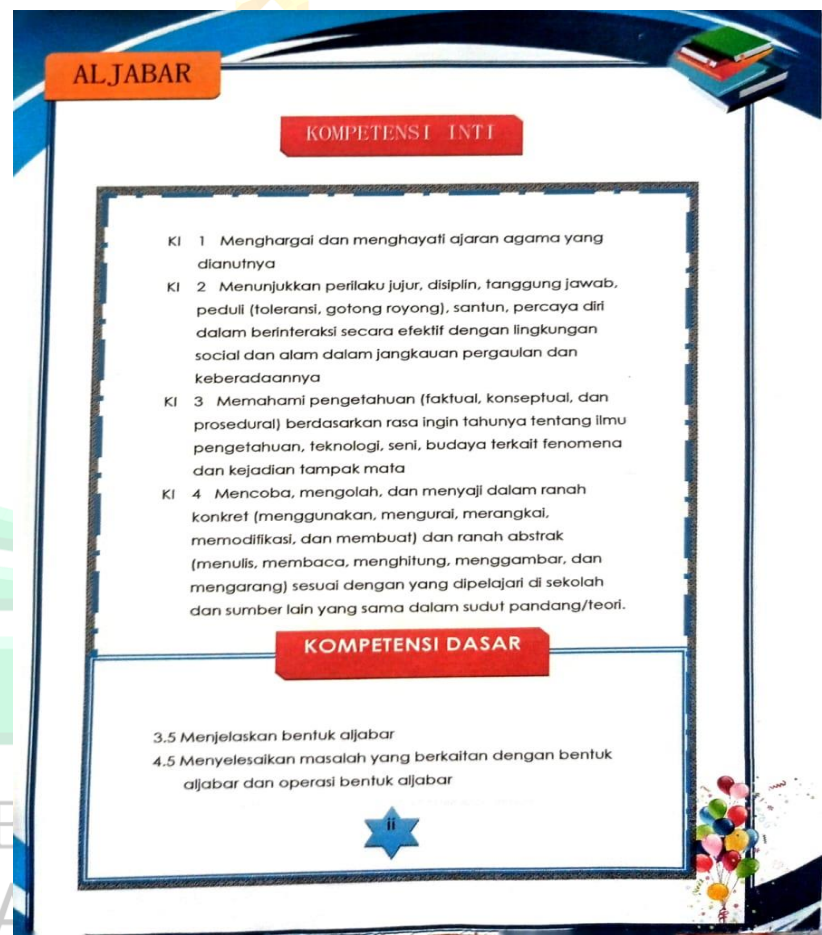 ALJABAR
KOMPETENSI INTI
KI 1 Menghargai dan menghayati ajaran agama yang
dianutnya
KI 2 Menunjukkan perilaku jujur, disiplin, tanggung jawab,
peduli (toleransi, gotong royong), santun, percaya diri
dalam berinteraksi secara efektif dengan lingkungan
social dan alam dalam jangkauan pergaulan dan
keberadaannya
KI 3 Memahami pengetahuan (faktual, konseptual, dan
prosedural) berdasarkan rasa ingin tahunya tentang ilmu
pengetahuan, teknologi, seni, budaya terkait fenomena
dan kejadian tampak mata
KI 4 Mencoba, mengolah, dan menyaji dalam ranah
konkret (menggunakan, mengurai, merangkai,
memodifikasi, dan membuat) dan ranah abstrak
(menulis, membaca, menghitung, menggambar, dan
mengarang) sesuai dengan yang dipelajari di sekolah
dan sumber lain yang sama dalam sudut pandang/teori.
KOMPETENSI DASAR
3.5 Menjelaskan bentuk aljabar
4.5 Menyelesaikan masalah yang berkaitan dengan bentuk
aljabar dan operasi bentuk aljabar
ii